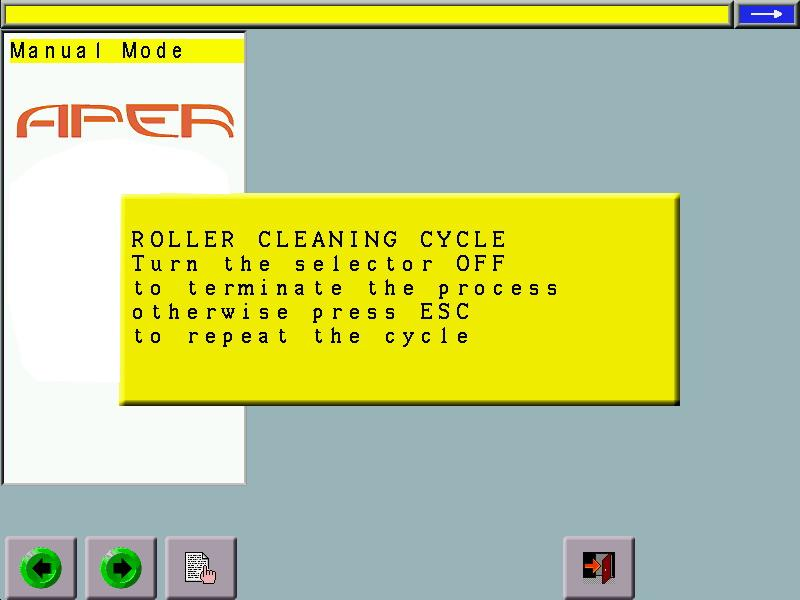 Manual Mode
APER
ROLLER CLEANING CYCLE
Turn the selector OFF
to terminate the process
otherwise press ESC
to repeat the cycle